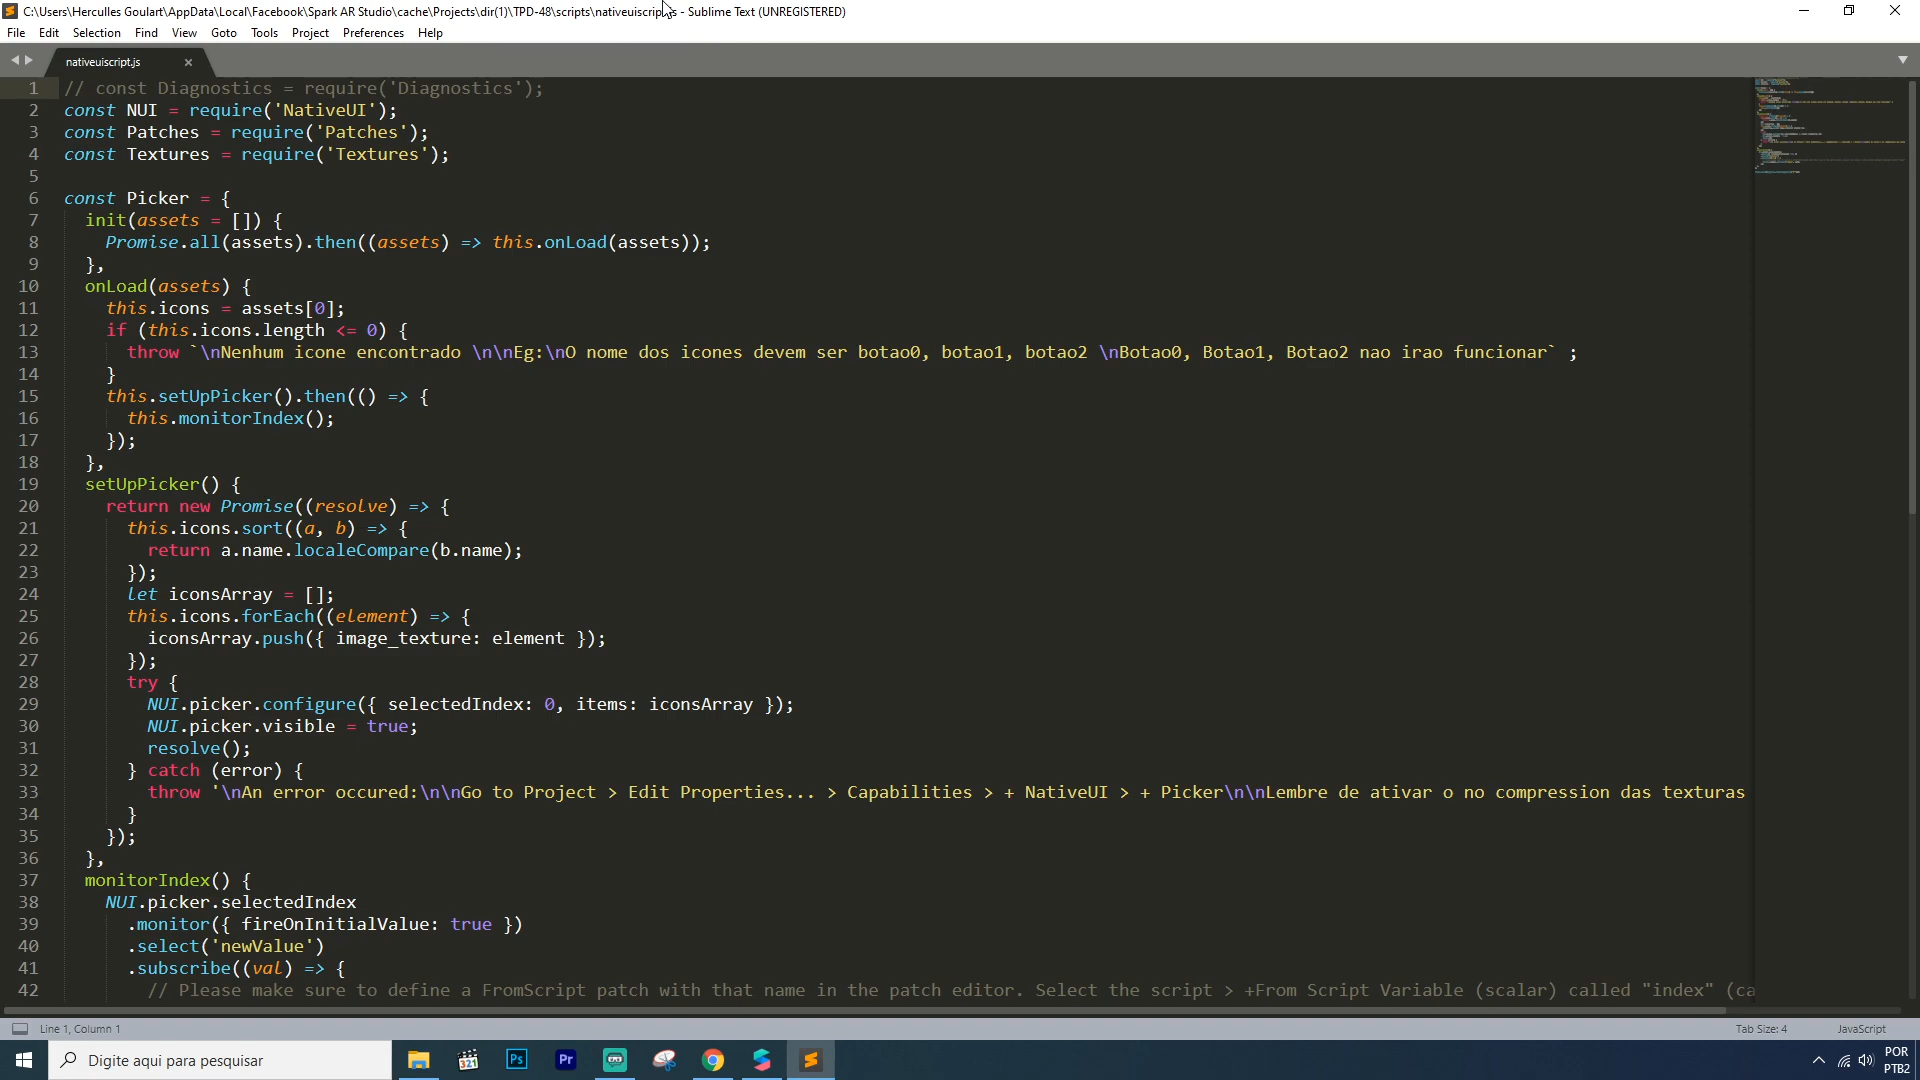 C:\Users\Herculles Goulart\AppData\Local\Facebook\Spark AR Studio\cache\Projects\dir(1)\TPD-48\scripts\nativeuiscript.js - Sublime Text (UNREGISTERED)
File Edit Selection Find View Goto Tools Project Preferences Help
nativeuiscript.js ×
1 // const Diagnostics = require('Diagnostics');
2 const NUI = require('NativeUI');
3 const Patches = require('Patches');
4 const Textures = require('Textures');
5
6 const Picker = {
7 init(assets = []) {
8 Promise.all(assets).then((assets) => this.onLoad(assets));
9 },
10 onLoad(assets) {
11 this.icons = assets[0];
12 if (this.icons.length <= 0) {
13 throw `\nNenhum icone encontrado \n\nEg:\nO nome dos icones devem ser botao0, botao1, botao2 \nBotao0, Botao1, Botao2 nao irao funcionar` ;
14 }
15 this.setUpPicker().then(() => {
16 this.monitorIndex();
17 });
18 },
19 setUpPicker() {
20 return new Promise((resolve) => {
21 this.icons.sort((a, b) => {
22 return a.name.localeCompare(b.name);
23 });
24 let iconsArray = [];
25 this.icons.forEach((element) => {
26 iconsArray.push({ image_texture: element });
27 });
28 try {
29 NUI.picker.configure({ selectedIndex: 0, items: iconsArray });
30 NUI.picker.visible = true;
31 resolve();
32 } catch (error) {
33 throw '\nAn error occured:\n\nGo to Project > Edit Properties... > Capabilities > + NativeUI > + Picker\n\nLembre de ativar o no compression das texturas
34 }
35 });
36 },
37 monitorIndex() {
38 NUI.picker.selectedIndex
39 .monitor({ fireOnInitialValue: true })
40 .select('newValue')
41 .subscribe((val) => {
42 // Please make sure to define a FromScript patch with that name in the patch editor. Select the script > +From Script Variable (scalar) called "index" (ca
Line 1, Column 1 Tab Size: 4 JavaScript
Digite aqui para pesquisar 321 Ps Pr POR
PTB2